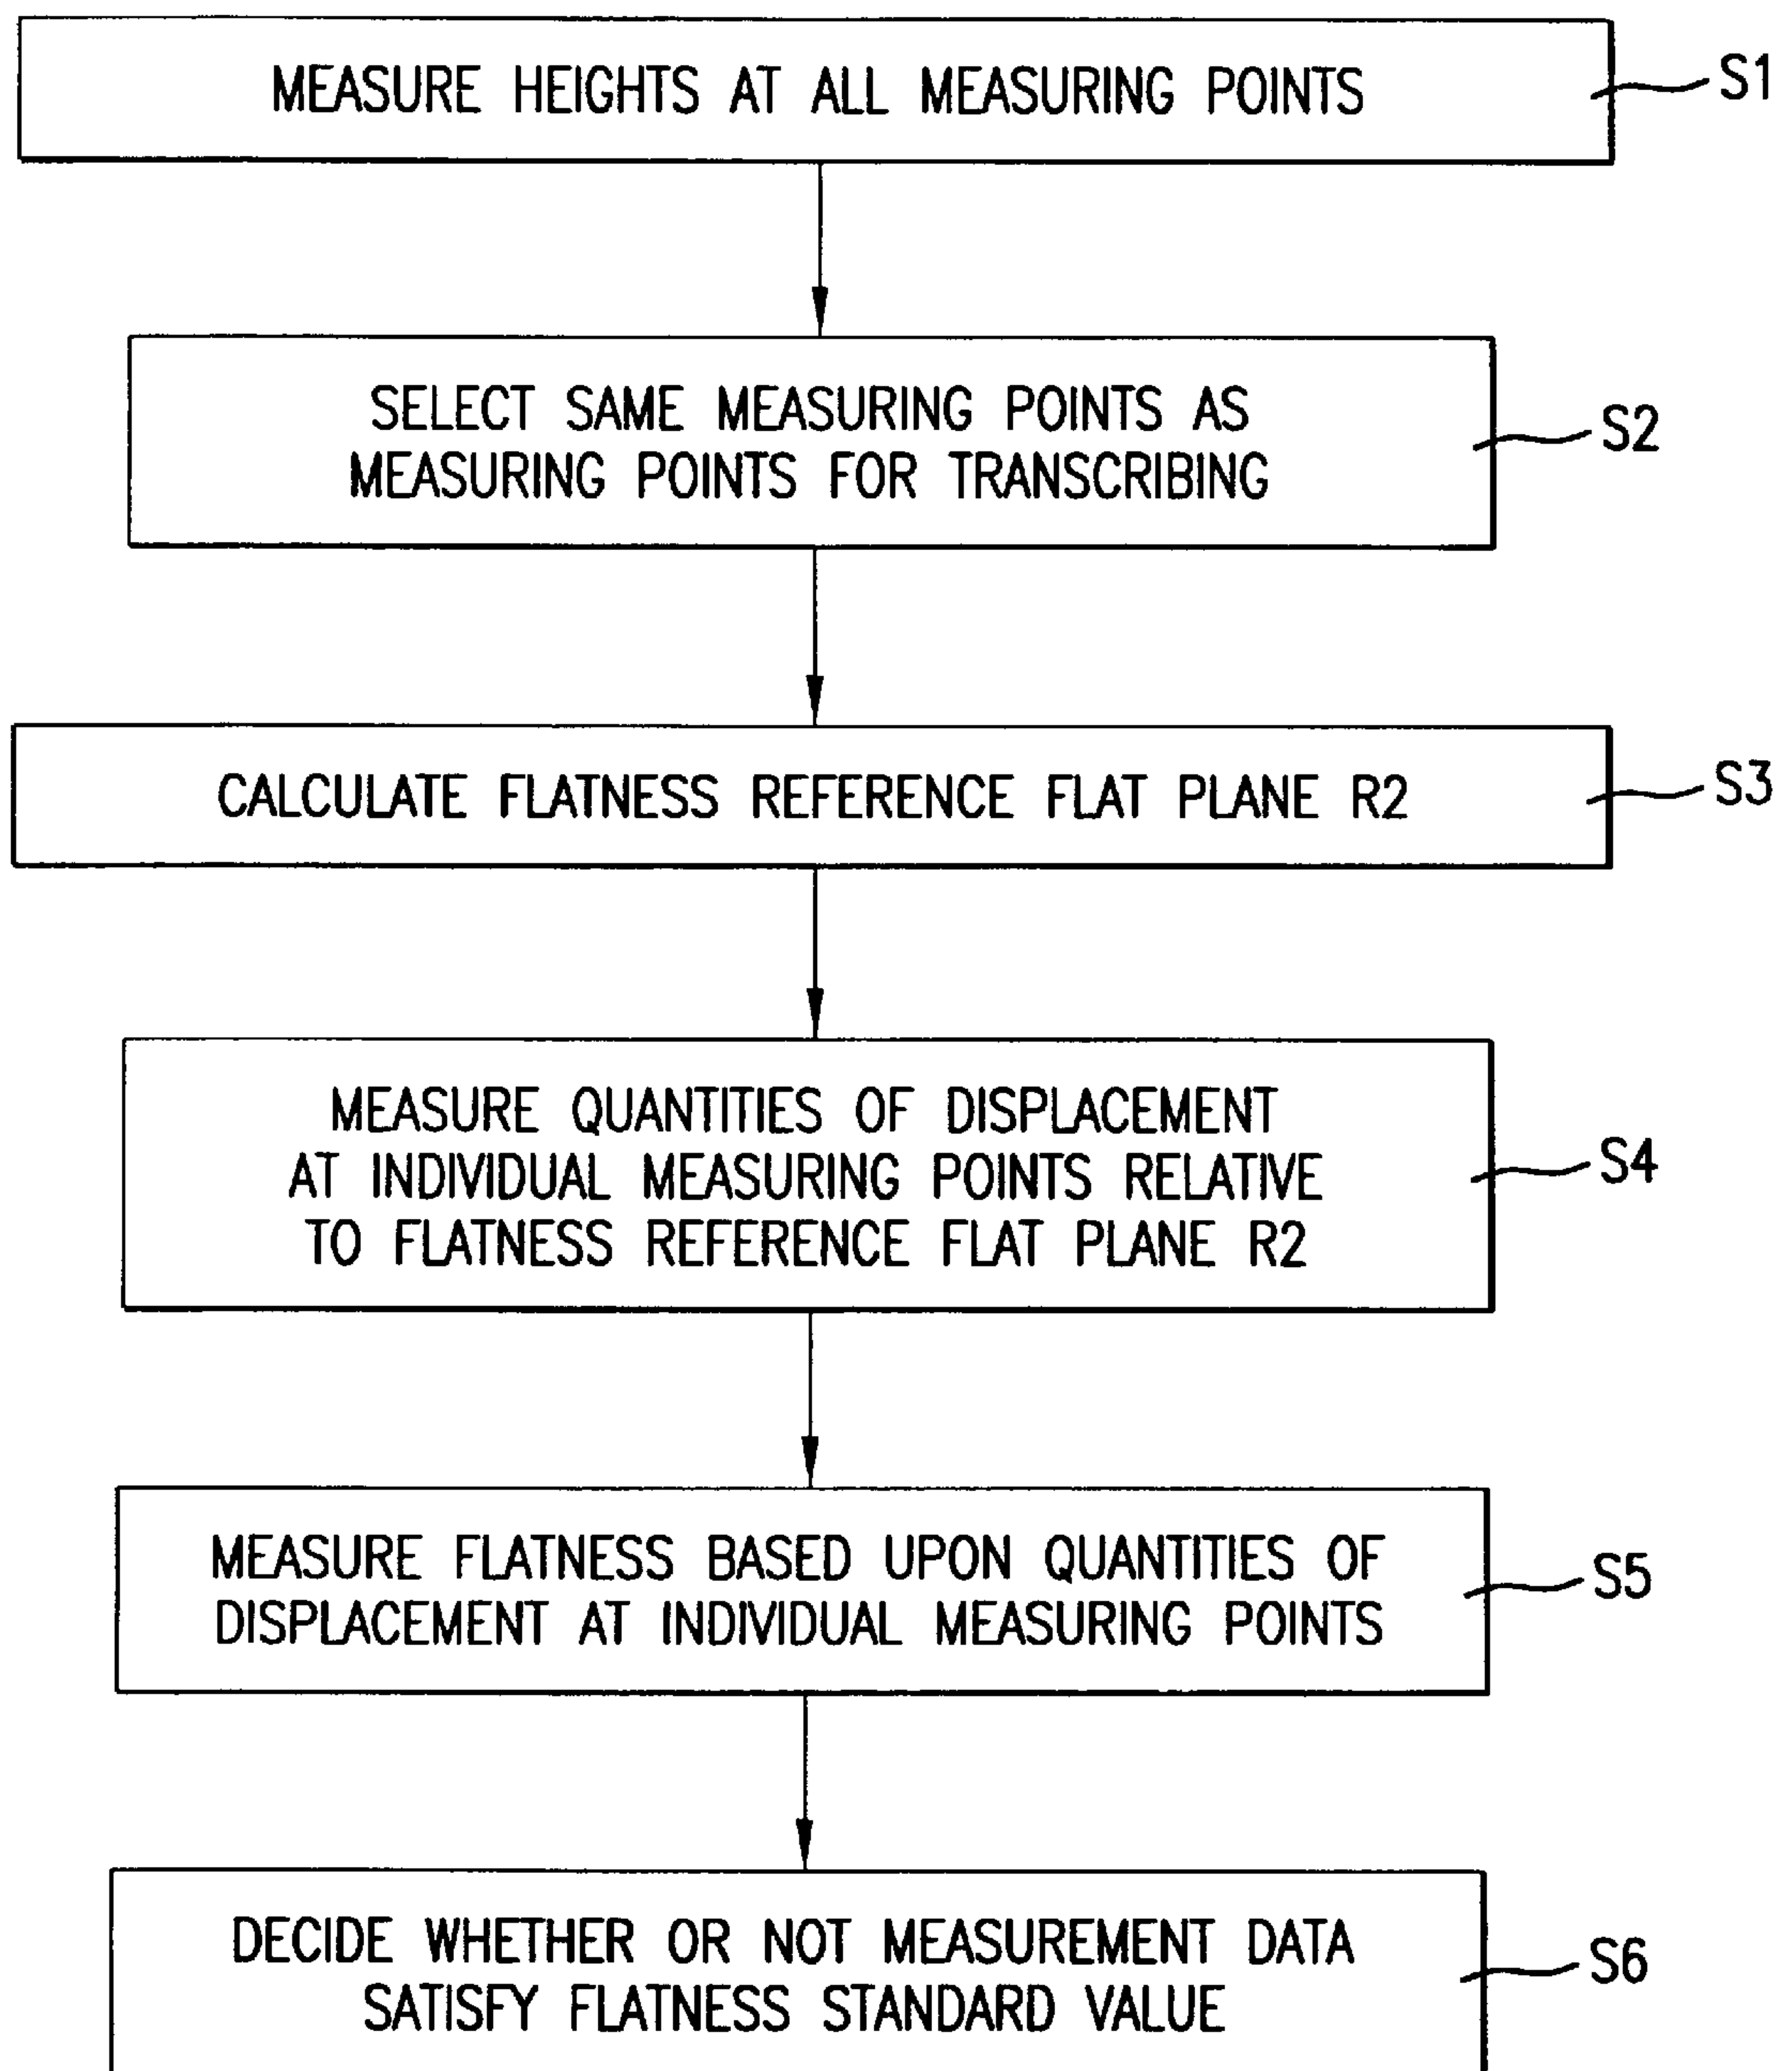 MEASURE HEIGHTS AT ALL MEASURING POINTS
S1
SELECT SAME MEASURING POINTS AS
MEASURING POINTS FOR TRANSCRIBING
S2
CALCULATE FLATNESS REFERENCE FLAT PLANE R2
S3
MEASURE QUANTITIES OF DISPLACEMENT
AT INDIVIDUAL MEASURING POINTS RELATIVE
TO FLATNESS REFERENCE FLAT PLANE R2
S4
MEASURE FLATNESS BASED UPON QUANTITIES OF
DISPLACEMENT AT INDIVIDUAL MEASURING POINTS
S5
DECIDE WHETHER OR NOT MEASUREMENT DATA
SATISFY FLATNESS STANDARD VALUE
S6